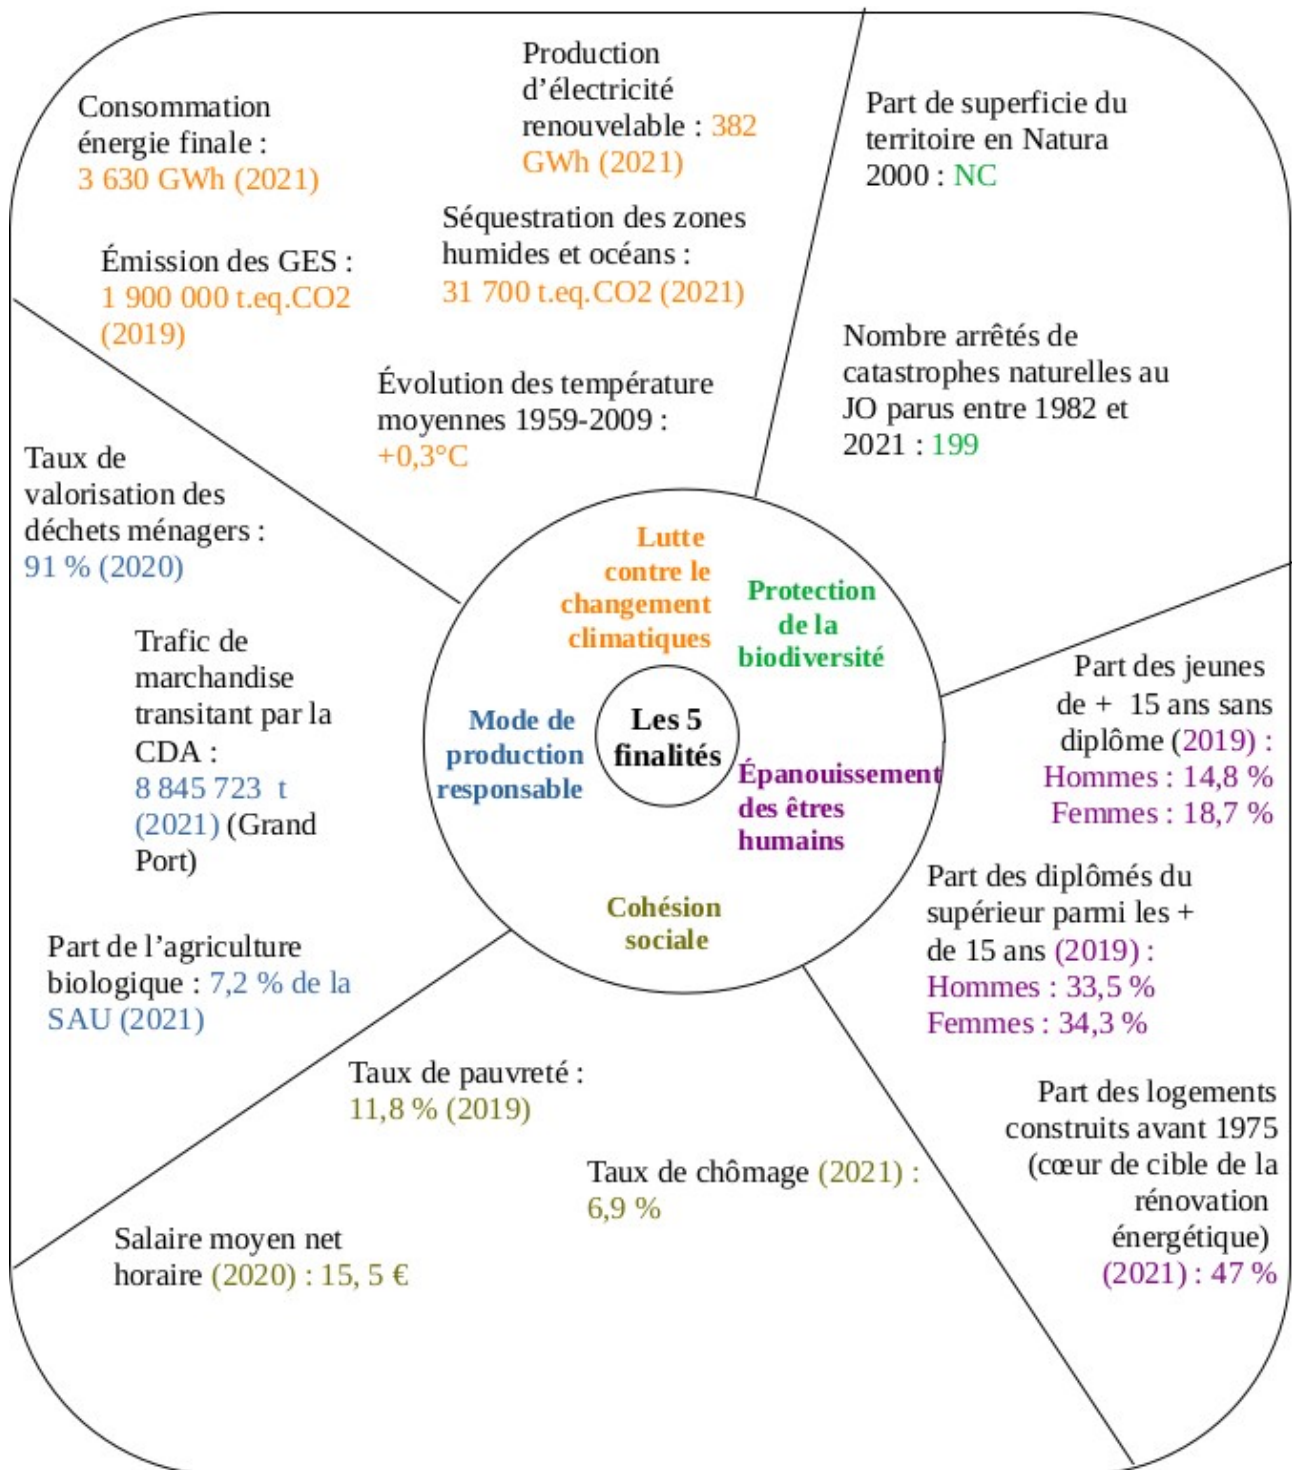 Consommation
énergie finale :
3 630 GWh (2021)
Émission des GES :
1 900 000 t.eq.CO2
(2019)
Production
d’électricité
renouvelable : 382
GWh (2021)
Séquestration des zones
humides et océans :
31 700 t.eq.CO2 (2021)
Évolution des température
moyennes 1959-2009 :
+0,3°C
Part de superficie du
territoire en Natura
2000 : NC
Nombre arrêtés de
catastrophes naturelles au
JO parus entre 1982 et
2021 : 199
Taux de
valorisation des
déchets ménagers :
91 % (2020)
Trafic de
marchandise
transitant par la
CDA :
8 845 723 t
(2021) (Grand
Port)
Part de l’agriculture
biologique : 7,2 % de la
SAU (2021)
Lutte
contre le
changement
climatiques
Protection
de la
biodiversité
Mode de
production
responsable
Les 5
finalités
Épanouissement
des êtres
humains
Cohésion
sociale
Part des jeunes
de + 15 ans sans
diplôme (2019) :
Hommes : 14,8 %
Femmes : 18,7 %
Part des diplômés du
supérieur parmi les +
de 15 ans (2019) :
Hommes : 33,5 %
Femmes : 34,3 %
Part des logements
construits avant 1975
(cœur de cible de la
rénovation
énergétique)
(2021) : 47 %
Taux de pauvreté :
11,8 % (2019)
Taux de chômage (2021) :
6,9 %
Salaire moyen net
horaire (2020) : 15, 5 €